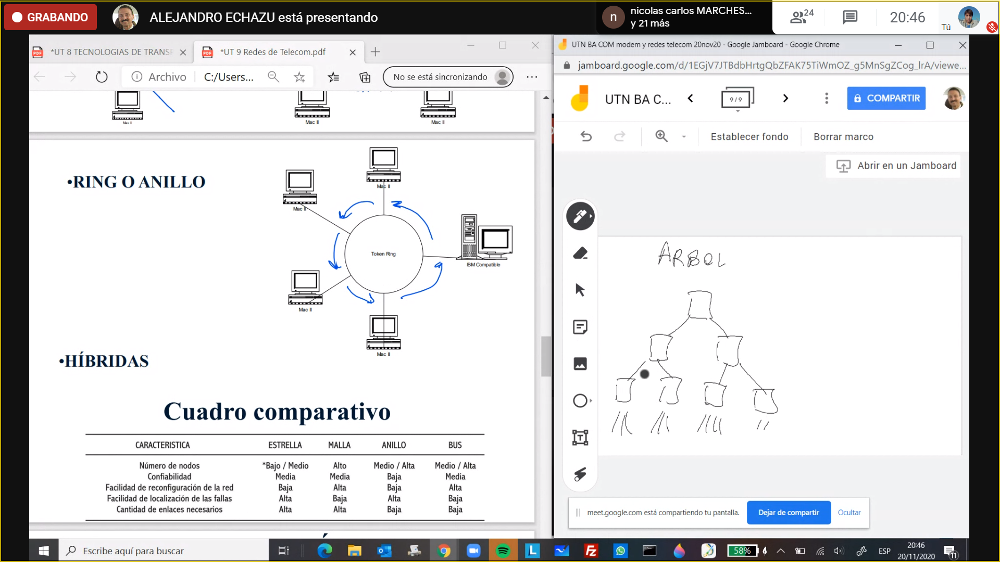 GRABANDO
ALEJANDRO ECHAZU está presentando
n
nicolas carlos MARCHES...
y 21 más
24
20:46
Tú
*UT 8 TECNOLOGIAS DE TRANSF
*UT 9 Redes de Telecom.pdf
Archivo
C:/Users...
No se está sincronizando
Mac II
Mac II
Mac II
•RING O ANILLO
Mac II
Mac II
Token Ring
IBM Compatible
Mac II
Mac II
•HÍBRIDAS
Cuadro comparativo
CARACTERISTICA ESTRELLA MALLA ANILLO BUS
Número de nodos *Bajo / Medio Alto Medio / Alta Medio / Alta
Confiabilidad Media Media Baja Media
Facilidad de reconfiguración de la red Baja Alta Baja Alta
Facilidad de localización de las fallas Alta Baja Alta Baja
Cantidad de enlaces necesarios Alta Alta Baja Baja
UTN BA COM modem y redes telecom 20nov20 - Google Jamboard - Google Chrome
jamboard.google.com/d/1EGjV7JTBdbHrtgQbZFAK75TiWmOZ_g5MnSgZCog_lrA/viewe...
UTN BA C...
9/9
COMPARTIR
Establecer fondo
Borrar marco
Abrir en un Jamboard
ARBOL
meet.google.com está compartiendo tu pantalla.
Dejar de compartir
Ocultar
Escribe aquí para buscar
58%
ESP
20:46
20/11/2020
11